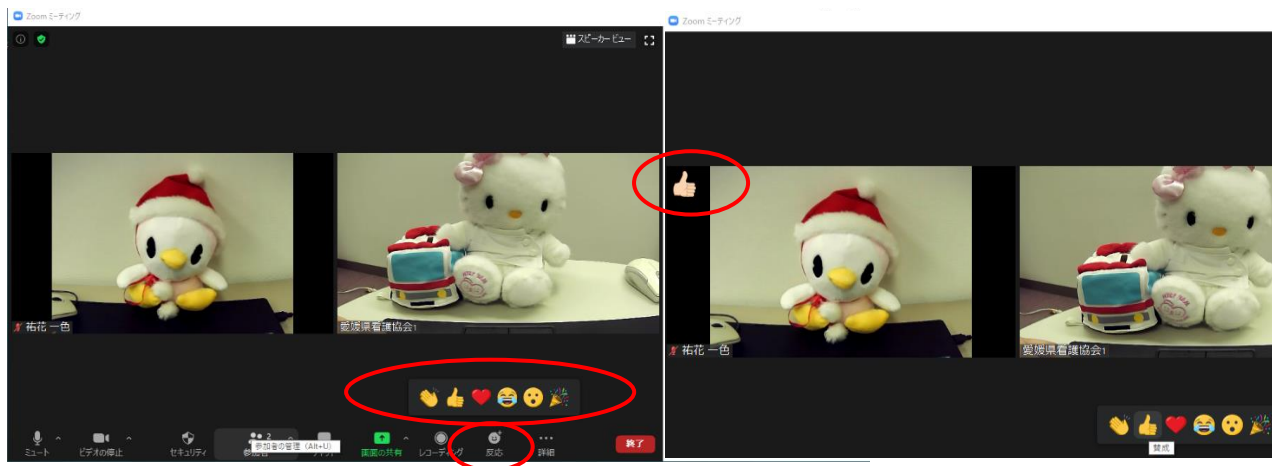 Zoom ミーティング
スピーカー ビュー
祐花 一色
愛媛県看護協会1
ミュート
ビデオの停止
セキュリティ
2
参加者の管理 (Alt+U)
画面の共有
レコーディング
反応
詳細
終了
Zoom ミーティング
祐花 一色
愛媛県看護協会1
賛成